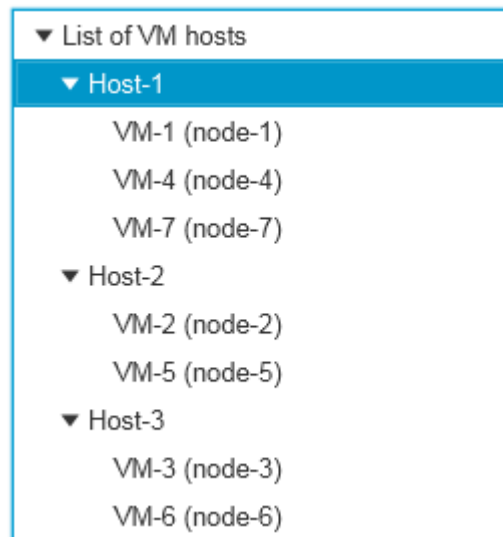 List of VM hosts
Host-1
VM-1 (node-1)
VM-4 (node-4)
VM-7 (node-7)
Host-2
VM-2 (node-2)
VM-5 (node-5)
Host-3
VM-3 (node-3)
VM-6 (node-6)